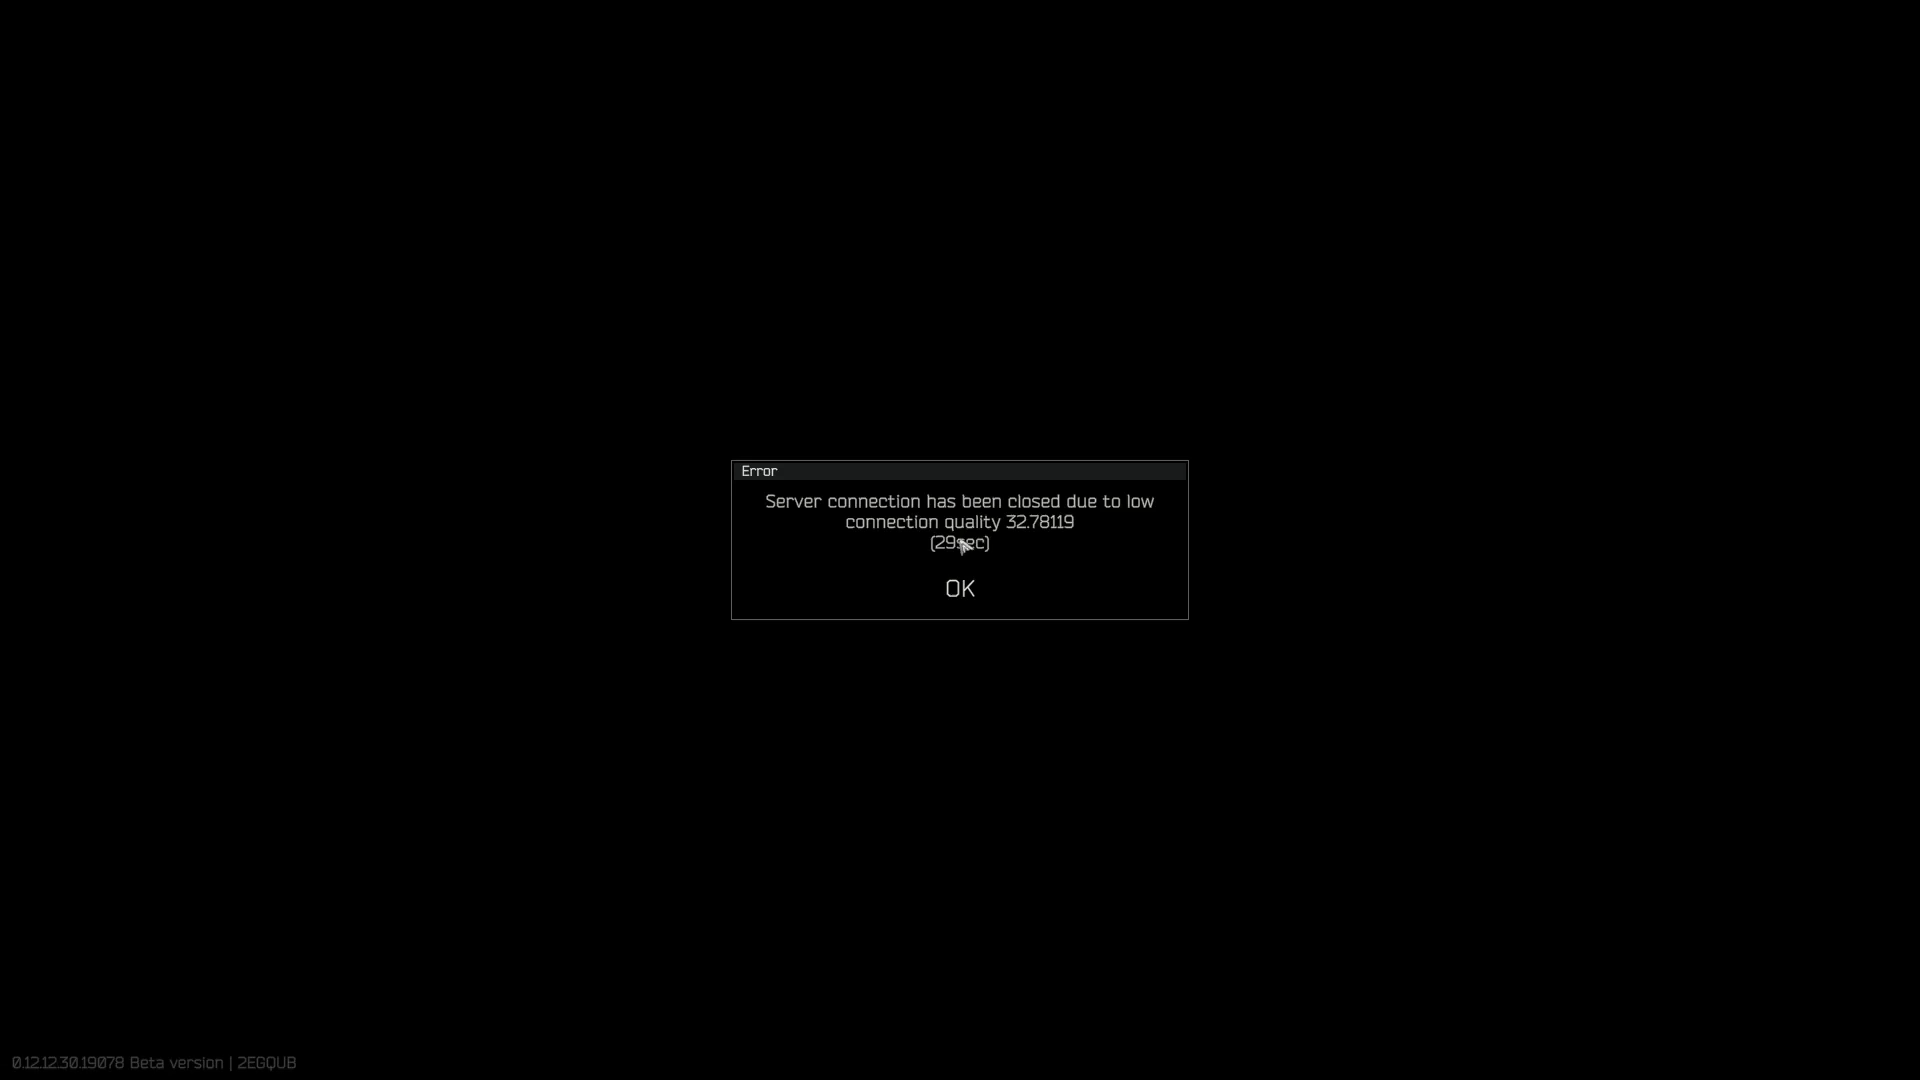 Error
Server connection has been closed due to low
connection quality 32.78119
(29sec)
OK
0.12.12.30.19078 Beta version | 2EGQUB